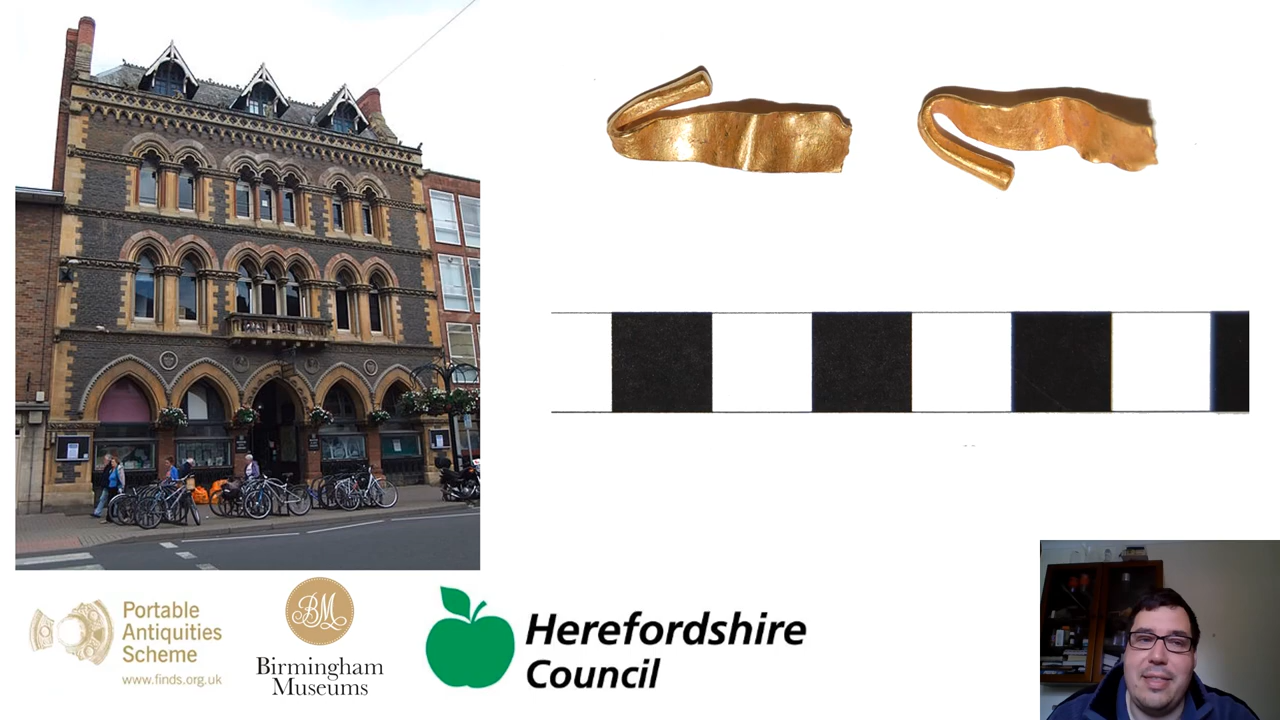 Portable
Antiquities
Scheme
www.finds.org.uk
BM
Birmingham
Museums
Herefordshire
Council